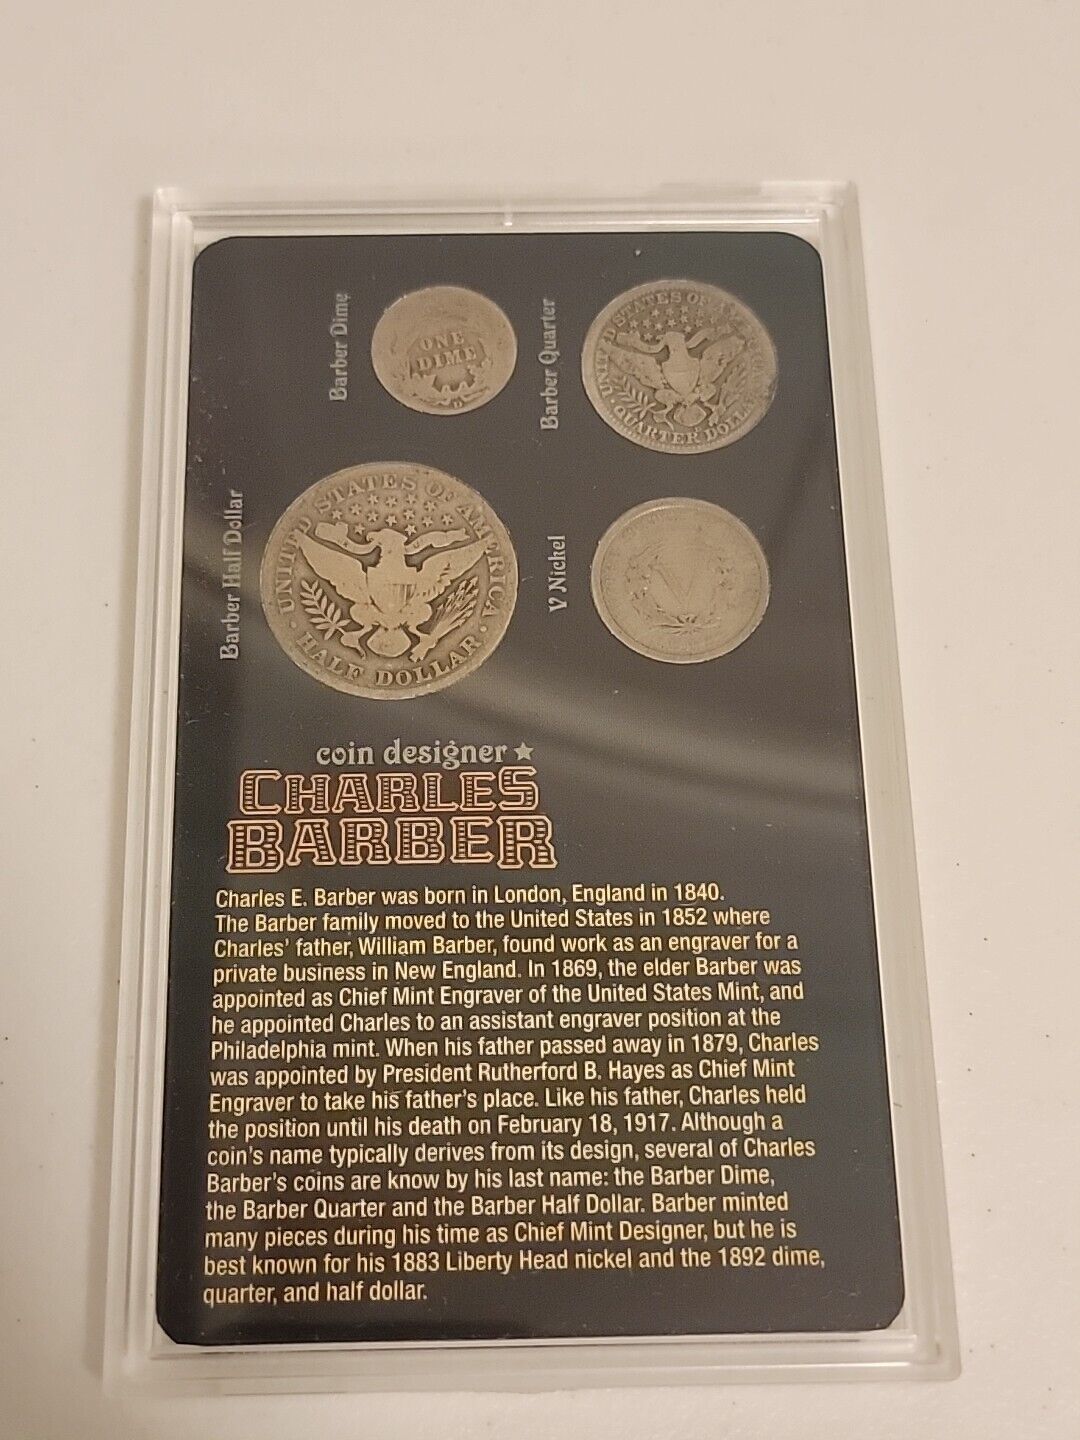 Barber Dime
ONE
DIME
D
Barber Quarter
UNITED STATES OF AMERICA
QUARTER DOLLAR
Barber Half Dollar
UNITED STATES OF AMERICA
HALF DOLLAR
V Nickel
V
coin designer
CHARLES
BARBER
Charles E. Barber was born in London, England in 1840.
The Barber family moved to the United States in 1852 where
Charles' father, William Barber, found work as an engraver for a
private business in New England. In 1869, the elder Barber was
appointed as Chief Mint Engraver of the United States Mint, and
he appointed Charles to an assistant engraver position at the
Philadelphia mint. When his father passed away in 1879, Charles
was appointed by President Rutherford B. Hayes as Chief Mint
Engraver to take his father's place. Like his father, Charles held
the position until his death on February 18, 1917. Although a
coin's name typically derives from its design, several of Charles
Barber's coins are know by his last name: the Barber Dime,
the Barber Quarter and the Barber Half Dollar. Barber minted
many pieces during his time as Chief Mint Designer, but he is
best known for his 1883 Liberty Head nickel and the 1892 dime,
quarter, and half dollar.